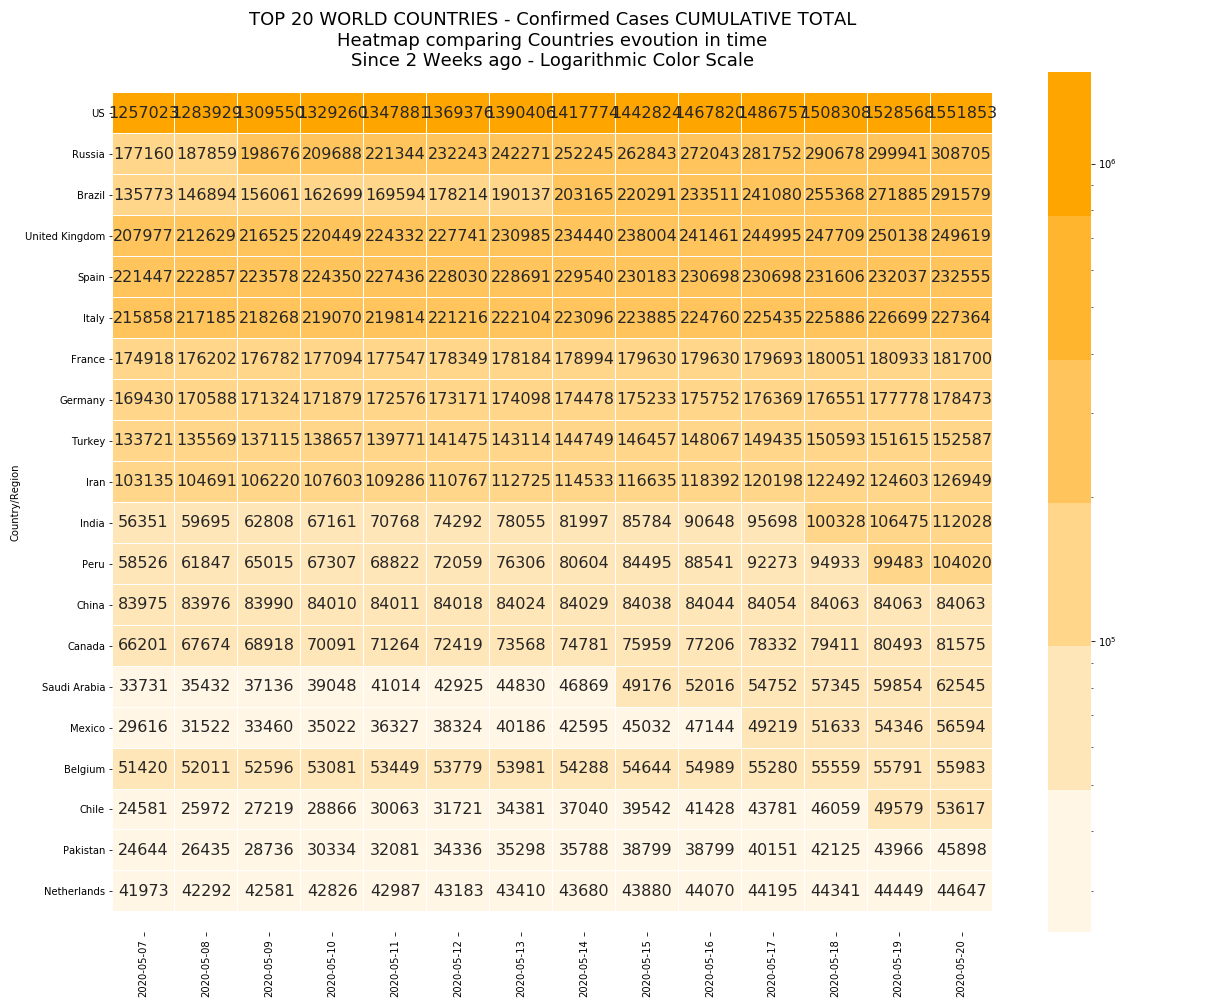 TOP 20 WORLD COUNTRIES - Confirmed Cases CUMULATIVE TOTAL
Heatmap comparing Countries evoution in time
Since 2 Weeks ago - Logarithmic Color Scale
US 1257023 1283929 1309550 1329260 1347881 1369376 1390406 1417774 1442824 1467820 1486757 1508308 1528568 1551853
Russia 177160 187859 198676 209688 221344 232243 242271 252245 262843 272043 281752 290678 299941 308705
Brazil 135773 146894 156061 162699 169594 178214 190137 203165 220291 233511 241080 255368 271885 291579
United Kingdom 207977 212629 216525 220449 224332 227741 230985 234440 238004 241461 244995 247709 250138 249619
Spain 221447 222857 223578 224350 227436 228030 228691 229540 230183 230698 230698 231606 232037 232555
Italy 215858 217185 218268 219070 219814 221216 222104 223096 223885 224760 225435 225886 226699 227364
France 174918 176202 176782 177094 177547 178349 178184 178994 179630 179630 179693 180051 180933 181700
Germany 169430 170588 171324 171879 172576 173171 174098 174478 175233 175752 176369 176551 177778 178473
Turkey 133721 135569 137115 138657 139771 141475 143114 144749 146457 148067 149435 150593 151615 152587
Iran 103135 104691 106220 107603 109286 110767 112725 114533 116635 118392 120198 122492 124603 126949
India 56351 59695 62808 67161 70768 74292 78055 81997 85784 90648 95698 100328 106475 112028
Peru 58526 61847 65015 67307 68822 72059 76306 80604 84495 88541 92273 94933 99483 104020
China 83975 83976 83990 84010 84011 84018 84024 84029 84038 84044 84054 84063 84063 84063
Canada 66201 67674 68918 70091 71264 72419 73568 74781 75959 77206 78332 79411 80493 81575
Saudi Arabia 33731 35432 37136 39048 41014 42925 44830 46869 49176 52016 54752 57345 59854 62545
Mexico 29616 31522 33460 35022 36327 38324 40186 42595 45032 47144 49219 51633 54346 56594
Belgium 51420 52011 52596 53081 53449 53779 53981 54288 54644 54989 55280 55559 55791 55983
Chile 24581 25972 27219 28866 30063 31721 34381 37040 39542 41428 43781 46059 49579 53617
Pakistan 24644 26435 28736 30334 32081 34336 35298 35788 38799 38799 40151 42125 43966 45898
Netherlands 41973 42292 42581 42826 42987 43183 43410 43680 43880 44070 44195 44341 44449 44647
Country/Region
2020-05-07 2020-05-08 2020-05-09 2020-05-10 2020-05-11 2020-05-12 2020-05-13 2020-05-14 2020-05-15 2020-05-16 2020-05-17 2020-05-18 2020-05-19 2020-05-20
10⁶
10⁵